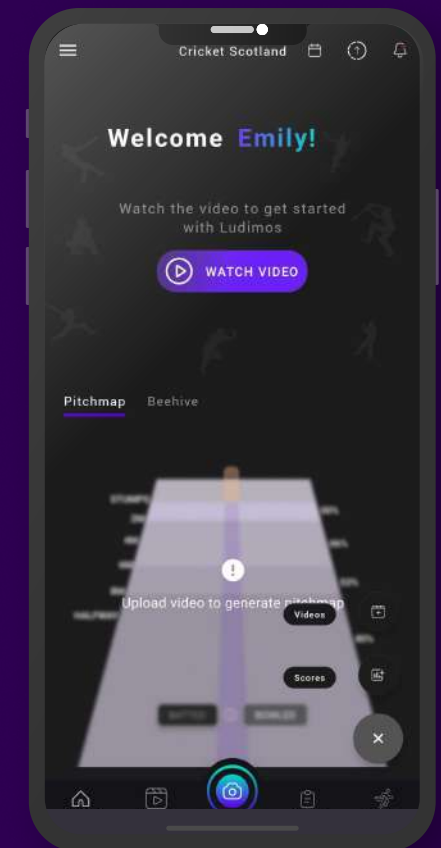 Cricket Scotland
Welcome Emily!
Watch the video to get started
with Ludimos
WATCH VIDEO
Pitchmap Beehive
STUMPS
Upload video to generate pitchmap
Videos
Scores